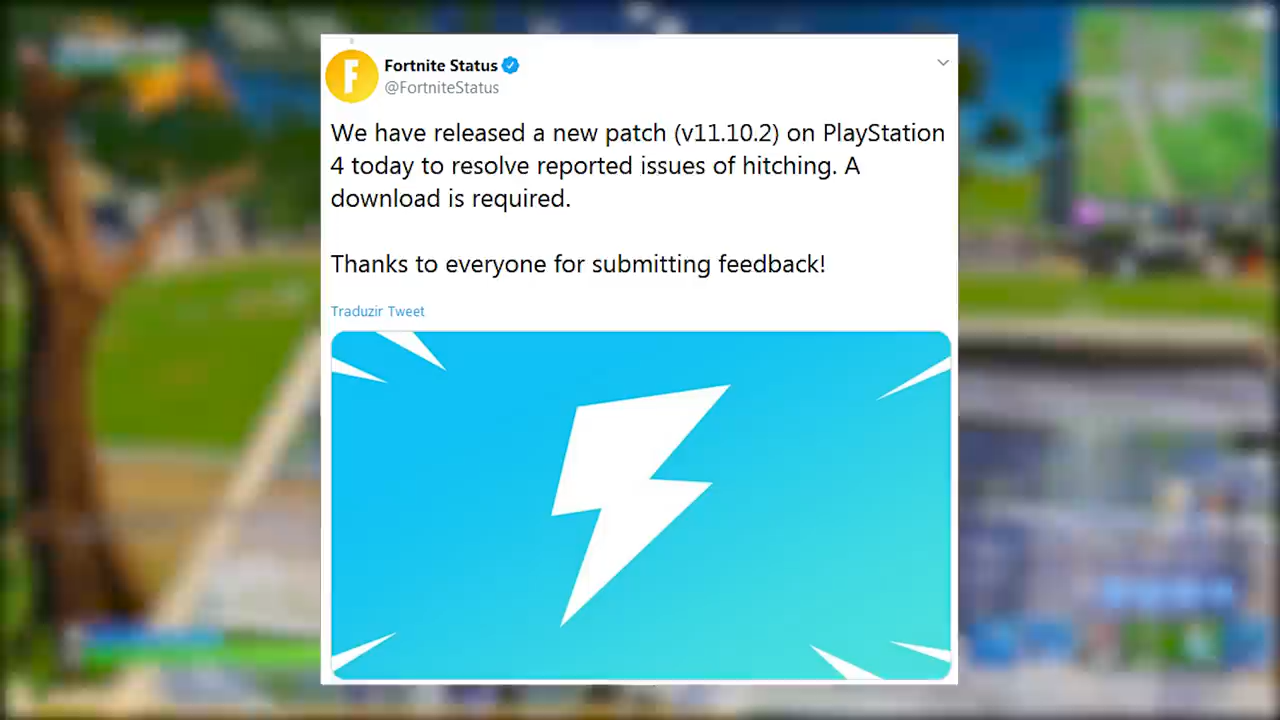 Fortnite Status
@FortniteStatus
We have released a new patch (v11.10.2) on PlayStation
4 today to resolve reported issues of hitching. A
download is required.
Thanks to everyone for submitting feedback!
Traduzir Tweet